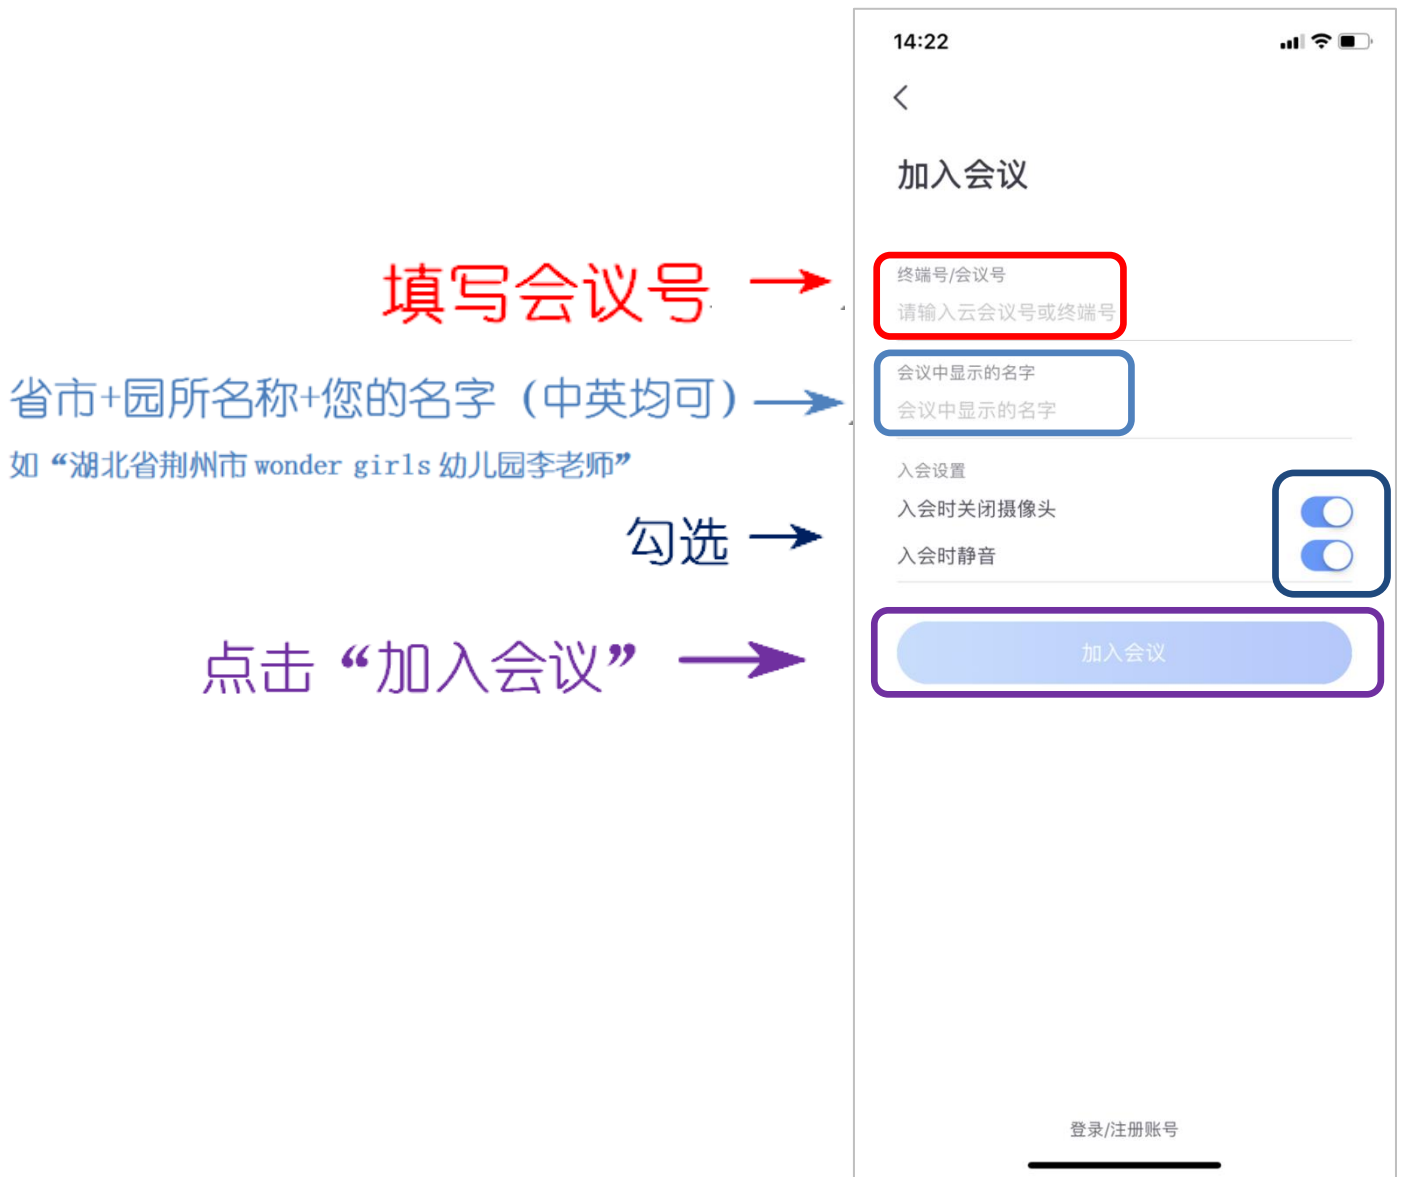 14:22
加入会议
填写会议号
终端号/会议号
请输入云会议号或终端号
省市+园所名称+您的名字（中英均可）
如“湖北省荆州市 wonder girls 幼儿园李老师”
会议中显示的名字
会议中显示的名字
入会设置
勾选
入会时关闭摄像头
入会时静音
点击“加入会议”
加入会议
登录/注册账号